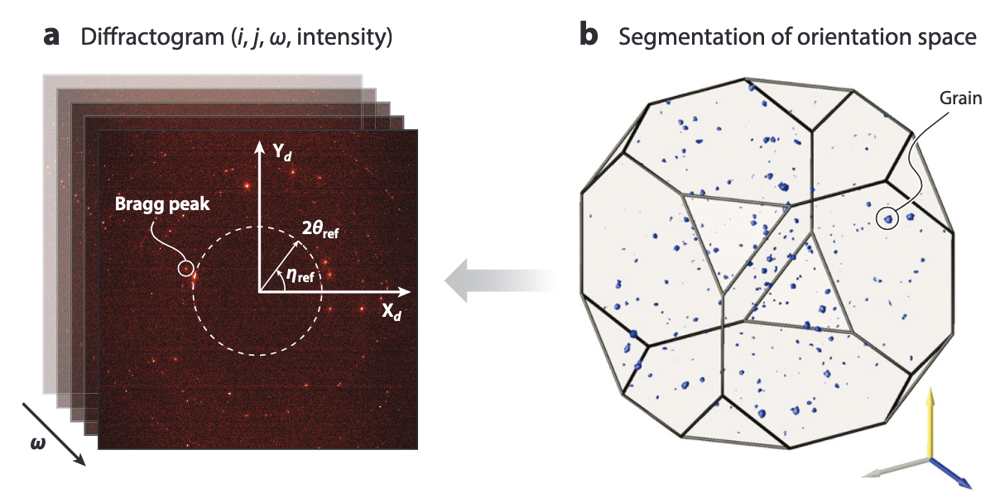 a Diffractogram (i, j, ω, intensity)
Y_d
Bragg peak
2θ_ref
η_ref
X_d
ω
b Segmentation of orientation space
Grain